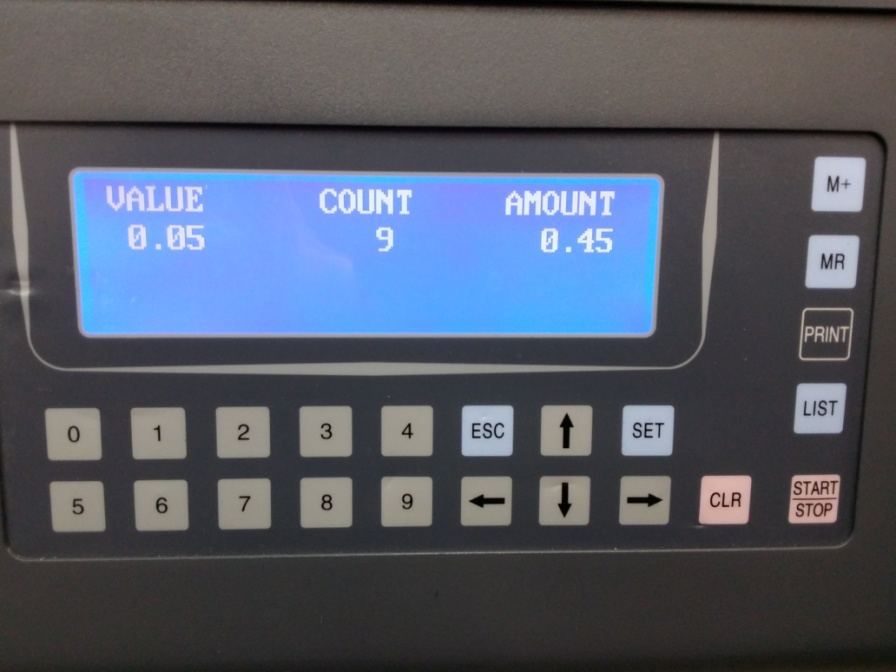 VALUE COUNT AMOUNT
0.05 9 0.45
M+
MR
PRINT
LIST
0 1 2 3 4 ESC SET
5 6 7 8 9 CLR
START
STOP